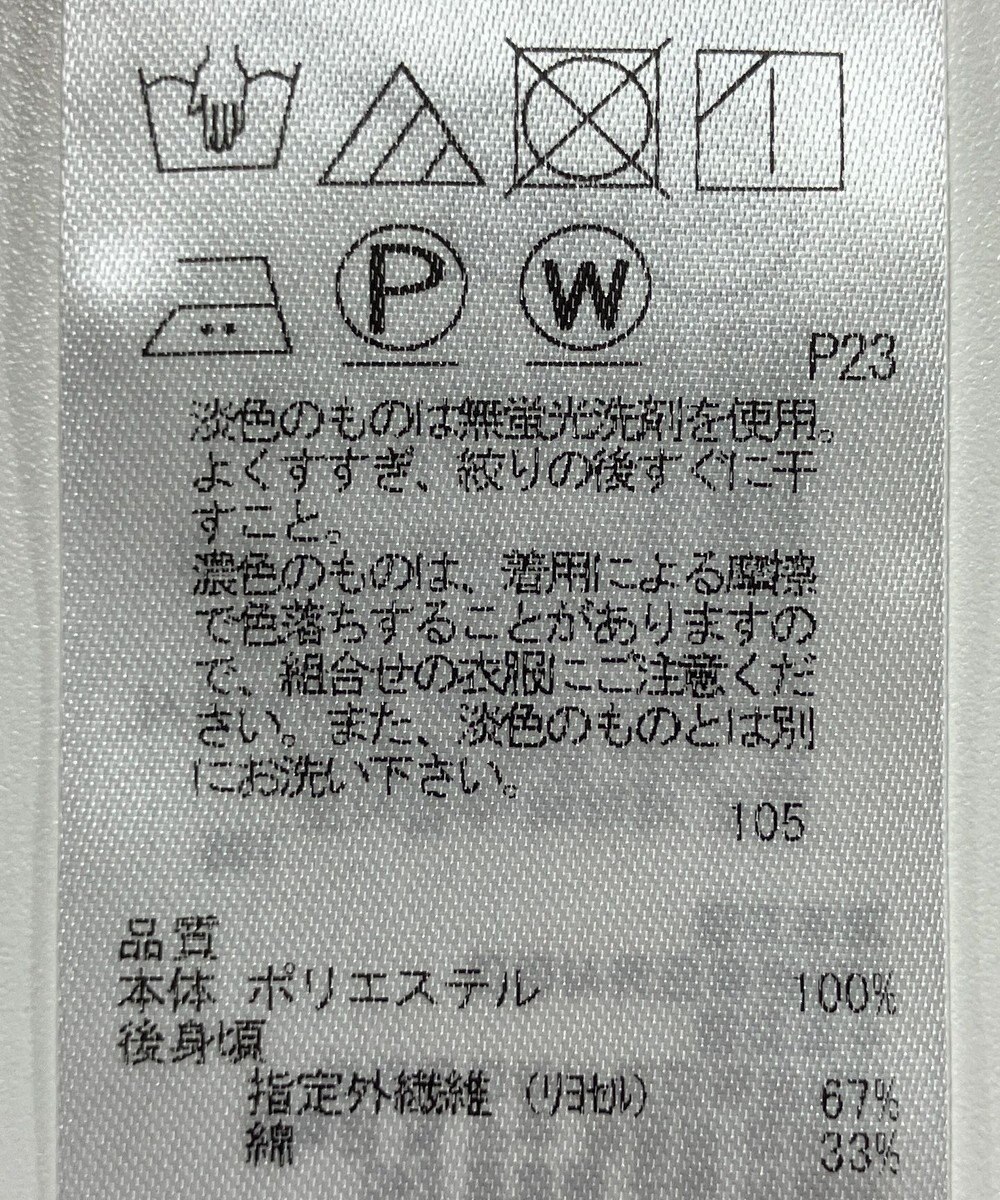 P W
P23
淡色のものは無蛍光洗剤を使用。
よくすすぎ、絞りの後すぐに干
すこと。
濃色のものは、着用による摩擦
で色落ちすることがありますの
で、組合せの衣服にご注意くだ
さい。また、淡色のものとは別
にお洗い下さい。
105
品質
本体 ポリエステル 100%
後身頃
指定外繊維（リヨセル） 67%
綿 33%